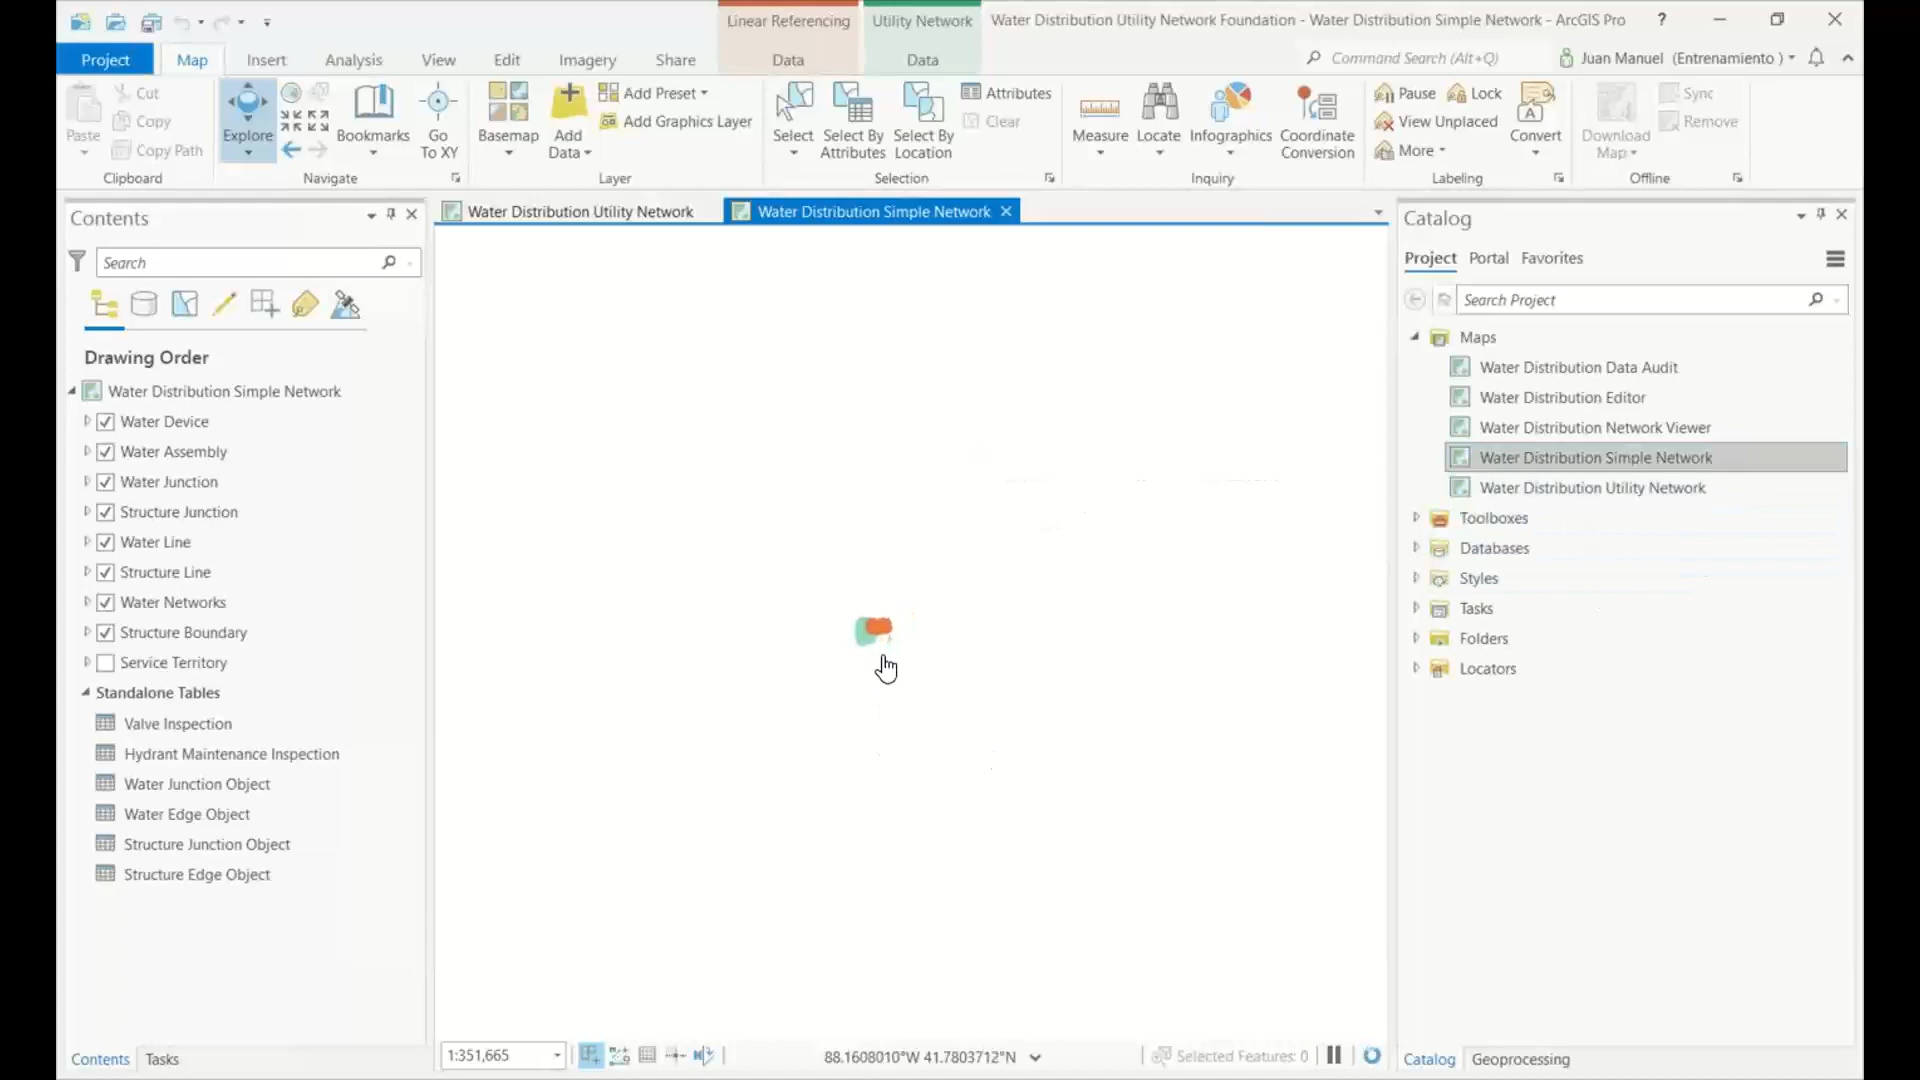 Linear Referencing
Utility Network
Water Distribution Utility Network Foundation - Water Distribution Simple Network - ArcGIS Pro
?
Project
Map
Insert
Analysis
View
Edit
Imagery
Share
Data
Data
Command Search (Alt+Q)
Juan Manuel (Entrenamiento )
Paste
Cut
Copy
Copy Path
Clipboard
Explore
Bookmarks
Go
To XY
Navigate
Basemap
Add
Data
Add Preset
Add Graphics Layer
Layer
Select
Select By
Attributes
Select By
Location
Attributes
Clear
Selection
Measure
Locate
Infographics
Coordinate
Conversion
Inquiry
Pause
Lock
View Unplaced
More
Convert
Labeling
Download
Map
Sync
Remove
Offline
Contents
Search
Drawing Order
Water Distribution Simple Network
Water Device
Water Assembly
Water Junction
Structure Junction
Water Line
Structure Line
Water Networks
Structure Boundary
Service Territory
Standalone Tables
Valve Inspection
Hydrant Maintenance Inspection
Water Junction Object
Water Edge Object
Structure Junction Object
Structure Edge Object
Contents
Tasks
Water Distribution Utility Network
Water Distribution Simple Network
1:351,665
88.1608010°W 41.7803712°N
Selected Features: 0
Catalog
Project
Portal
Favorites
Search Project
Maps
Water Distribution Data Audit
Water Distribution Editor
Water Distribution Network Viewer
Water Distribution Simple Network
Water Distribution Utility Network
Toolboxes
Databases
Styles
Tasks
Folders
Locators
Catalog
Geoprocessing